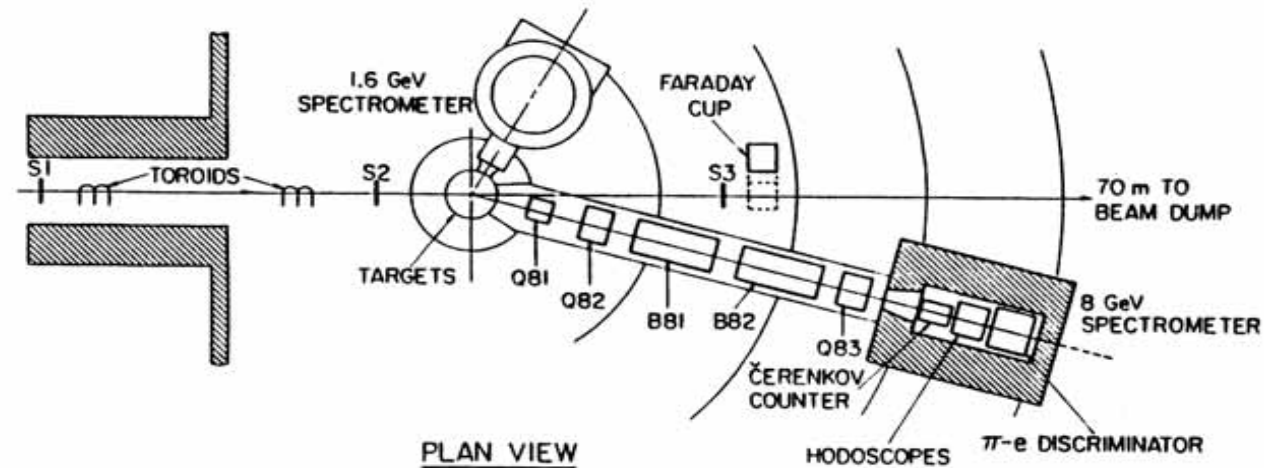 1.6 GeV
SPECTROMETER
FARADAY
CUP
S1
TOROIDS
S2
S3
70 m TO
BEAM DUMP
TARGETS
Q81
Q82
B81
B82
Q83
8 GeV
SPECTROMETER
ČERENKOV
COUNTER
HODOSCOPES
π-e DISCRIMINATOR
PLAN VIEW